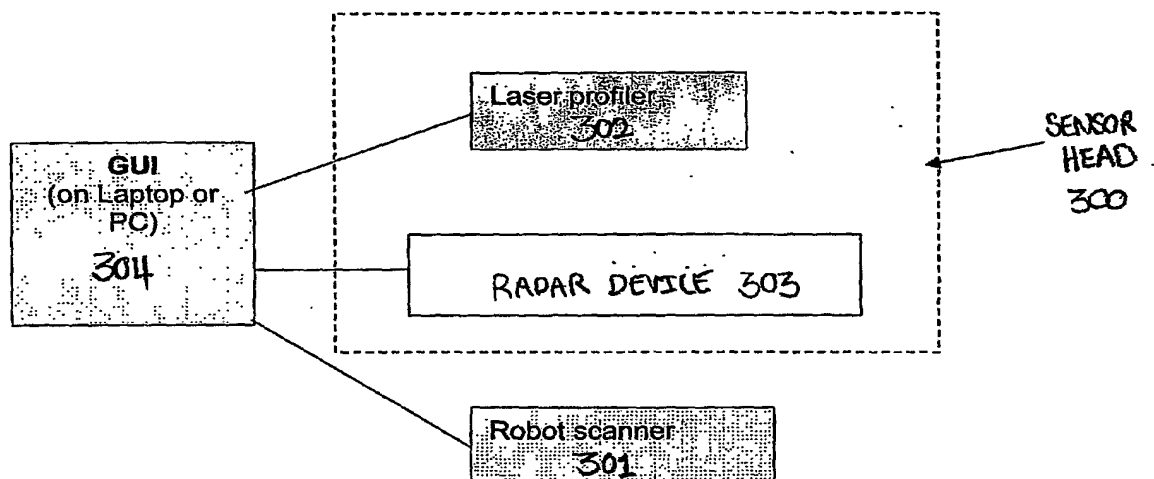 Laser profiler
302
SENSOR
HEAD
300
GUI
(on Laptop or
PC)
304
RADAR DEVICE 303
Robot scanner
301